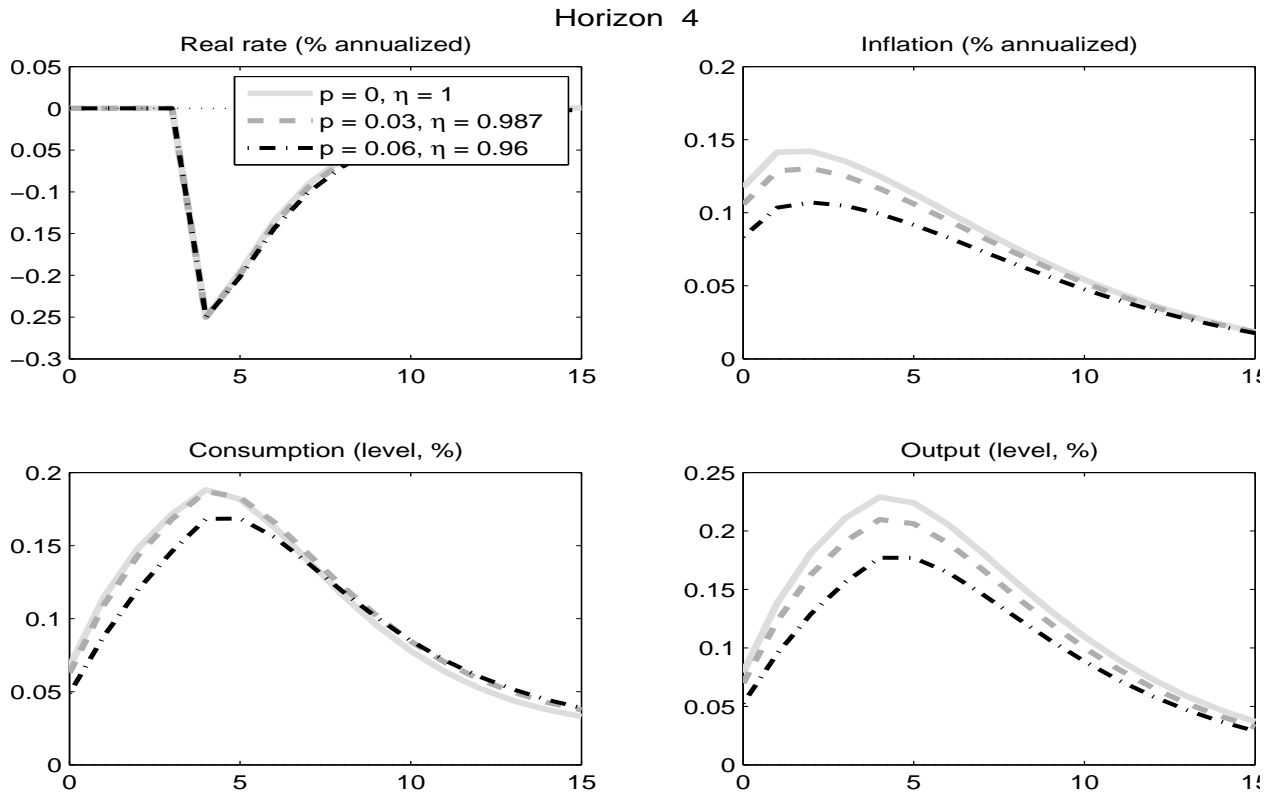 Horizon 4
Real rate (% annualized)
0.05
0
0.05
−0.1
0.15
−0.2
0.25
−0.3
0 5 10 15
p = 0, η = 1
p = 0.03, η = 0.987
p = 0.06, η = 0.96
Inflation (% annualized)
0.2
0.15
0.1
0.05
0
0 5 10 15
Consumption (level, %)
0.2
0.15
0.1
0.05
0
0 5 10 15
Output (level, %)
0.25
0.2
0.15
0.1
0.05
0
0 5 10 15